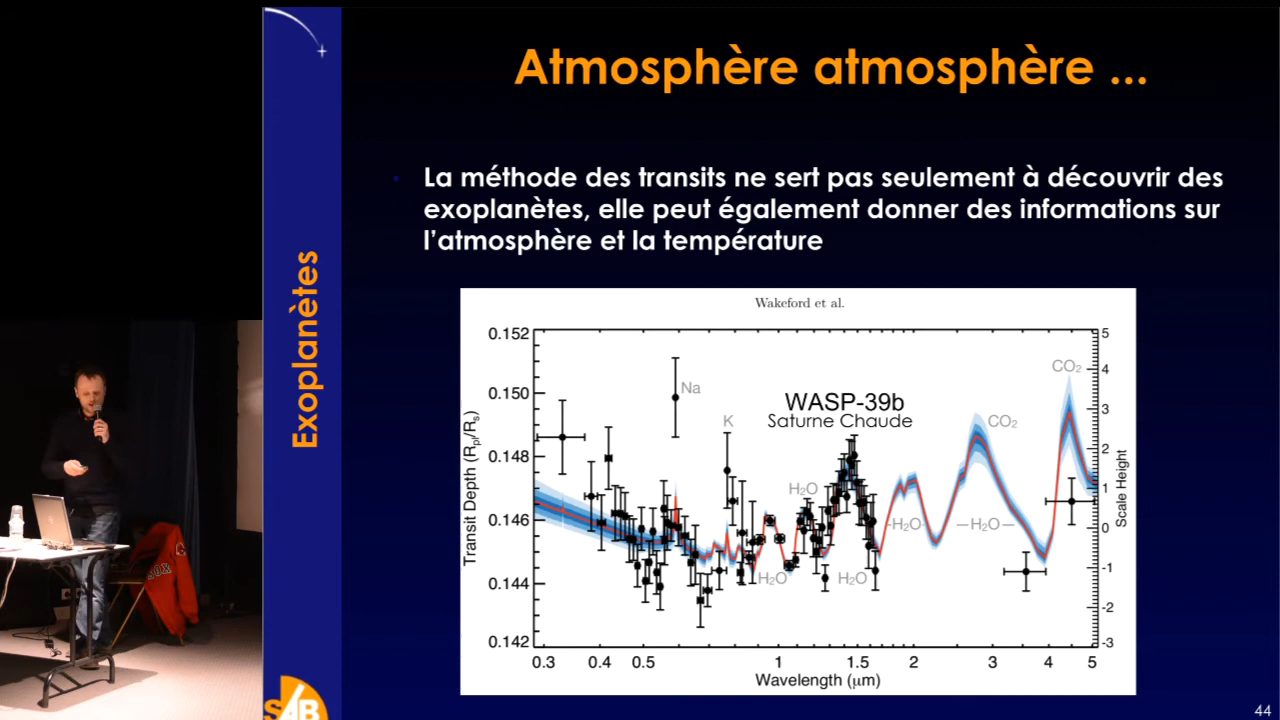 Atmosphère atmosphère ...
La méthode des transits ne sert pas seulement à découvrir des
exoplanètes, elle peut également donner des informations sur
l'atmosphère et la température
Exoplanètes
Wakeford et al.
Transit Depth (Rpl/Rs)
0.152
0.150
0.148
0.146
0.144
0.142
Na
K
WASP-39b
Saturne Chaude
H₂O
H₂O
H₂O
H₂O
H₂O
CO₂
CO₂
5
4
3
2
1
0
-1
-2
-3
Scale Height
0.3 0.4 0.5 1 1.5 2 3 4 5
Wavelength (μm)
SAB
44